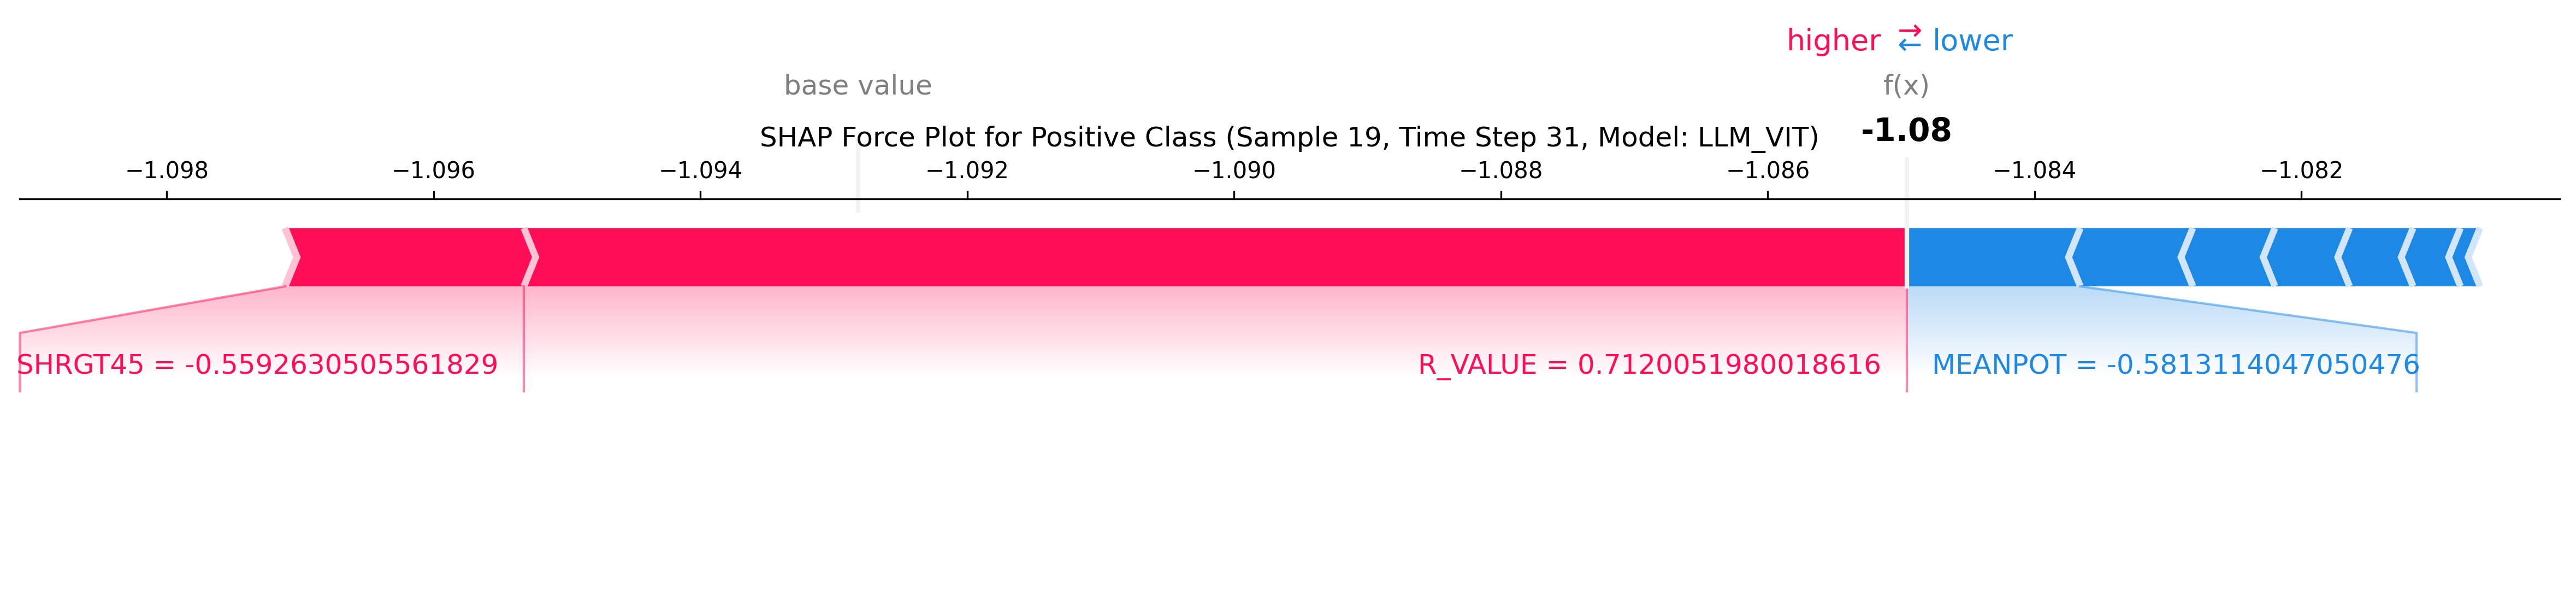 higher ⇄ lower
base value f(x)
SHAP Force Plot for Positive Class (Sample 19, Time Step 31, Model: LLM_VIT) -1.08
−1.098 −1.096 −1.094 −1.092 −1.090 −1.088 −1.086 −1.084 −1.082
SHRGT45 = -0.5592630505561829 R_VALUE = 0.7120051980018616 MEANPOT = -0.5813114047050476